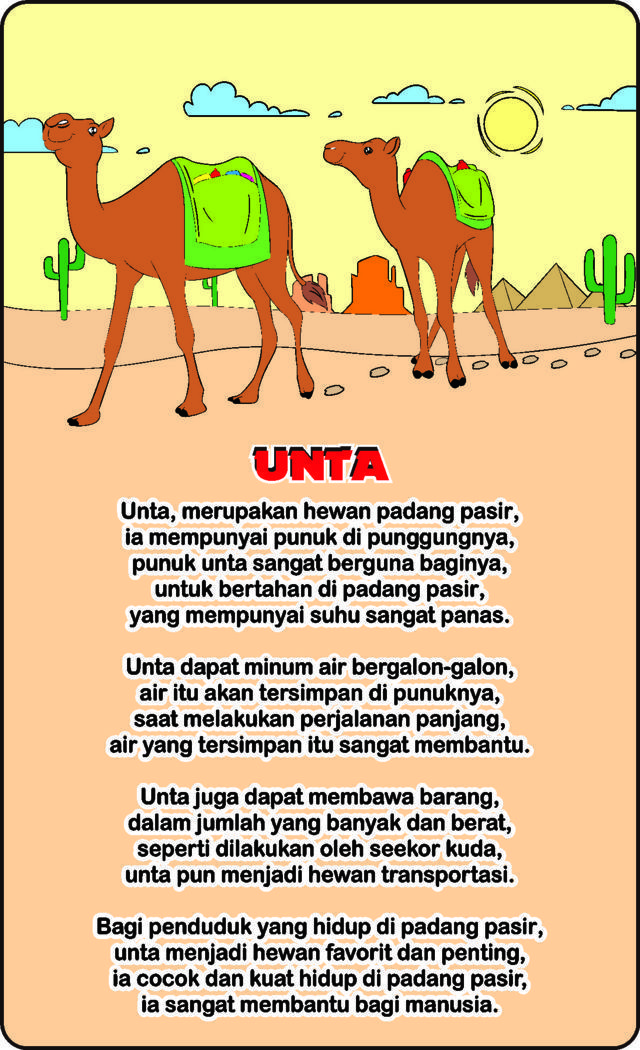 UNTA
Unta, merupakan hewan padang pasir,
ia mempunyai punuk di punggungnya,
punuk unta sangat berguna baginya,
untuk bertahan di padang pasir,
yang mempunyai suhu sangat panas.
Unta dapat minum air bergalon-galon,
air itu akan tersimpan di punuknya,
saat melakukan perjalanan panjang,
air yang tersimpan itu sangat membantu.
Unta juga dapat membawa barang,
dalam jumlah yang banyak dan berat,
seperti dilakukan oleh seekor kuda,
unta pun menjadi hewan transportasi.
Bagi penduduk yang hidup di padang pasir,
unta menjadi hewan favorit dan penting,
ia cocok dan kuat hidup di padang pasir,
ia sangat membantu bagi manusia.